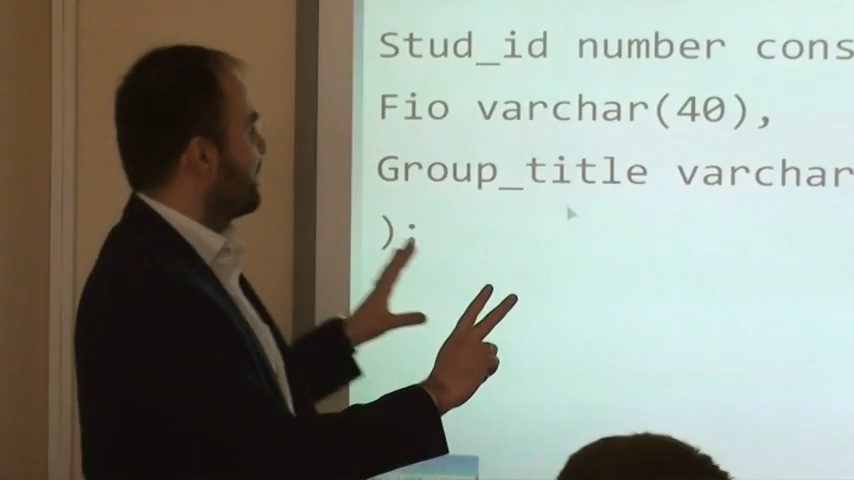 Stud_id number cons
Fio varchar(40),
Group_title varchar
);